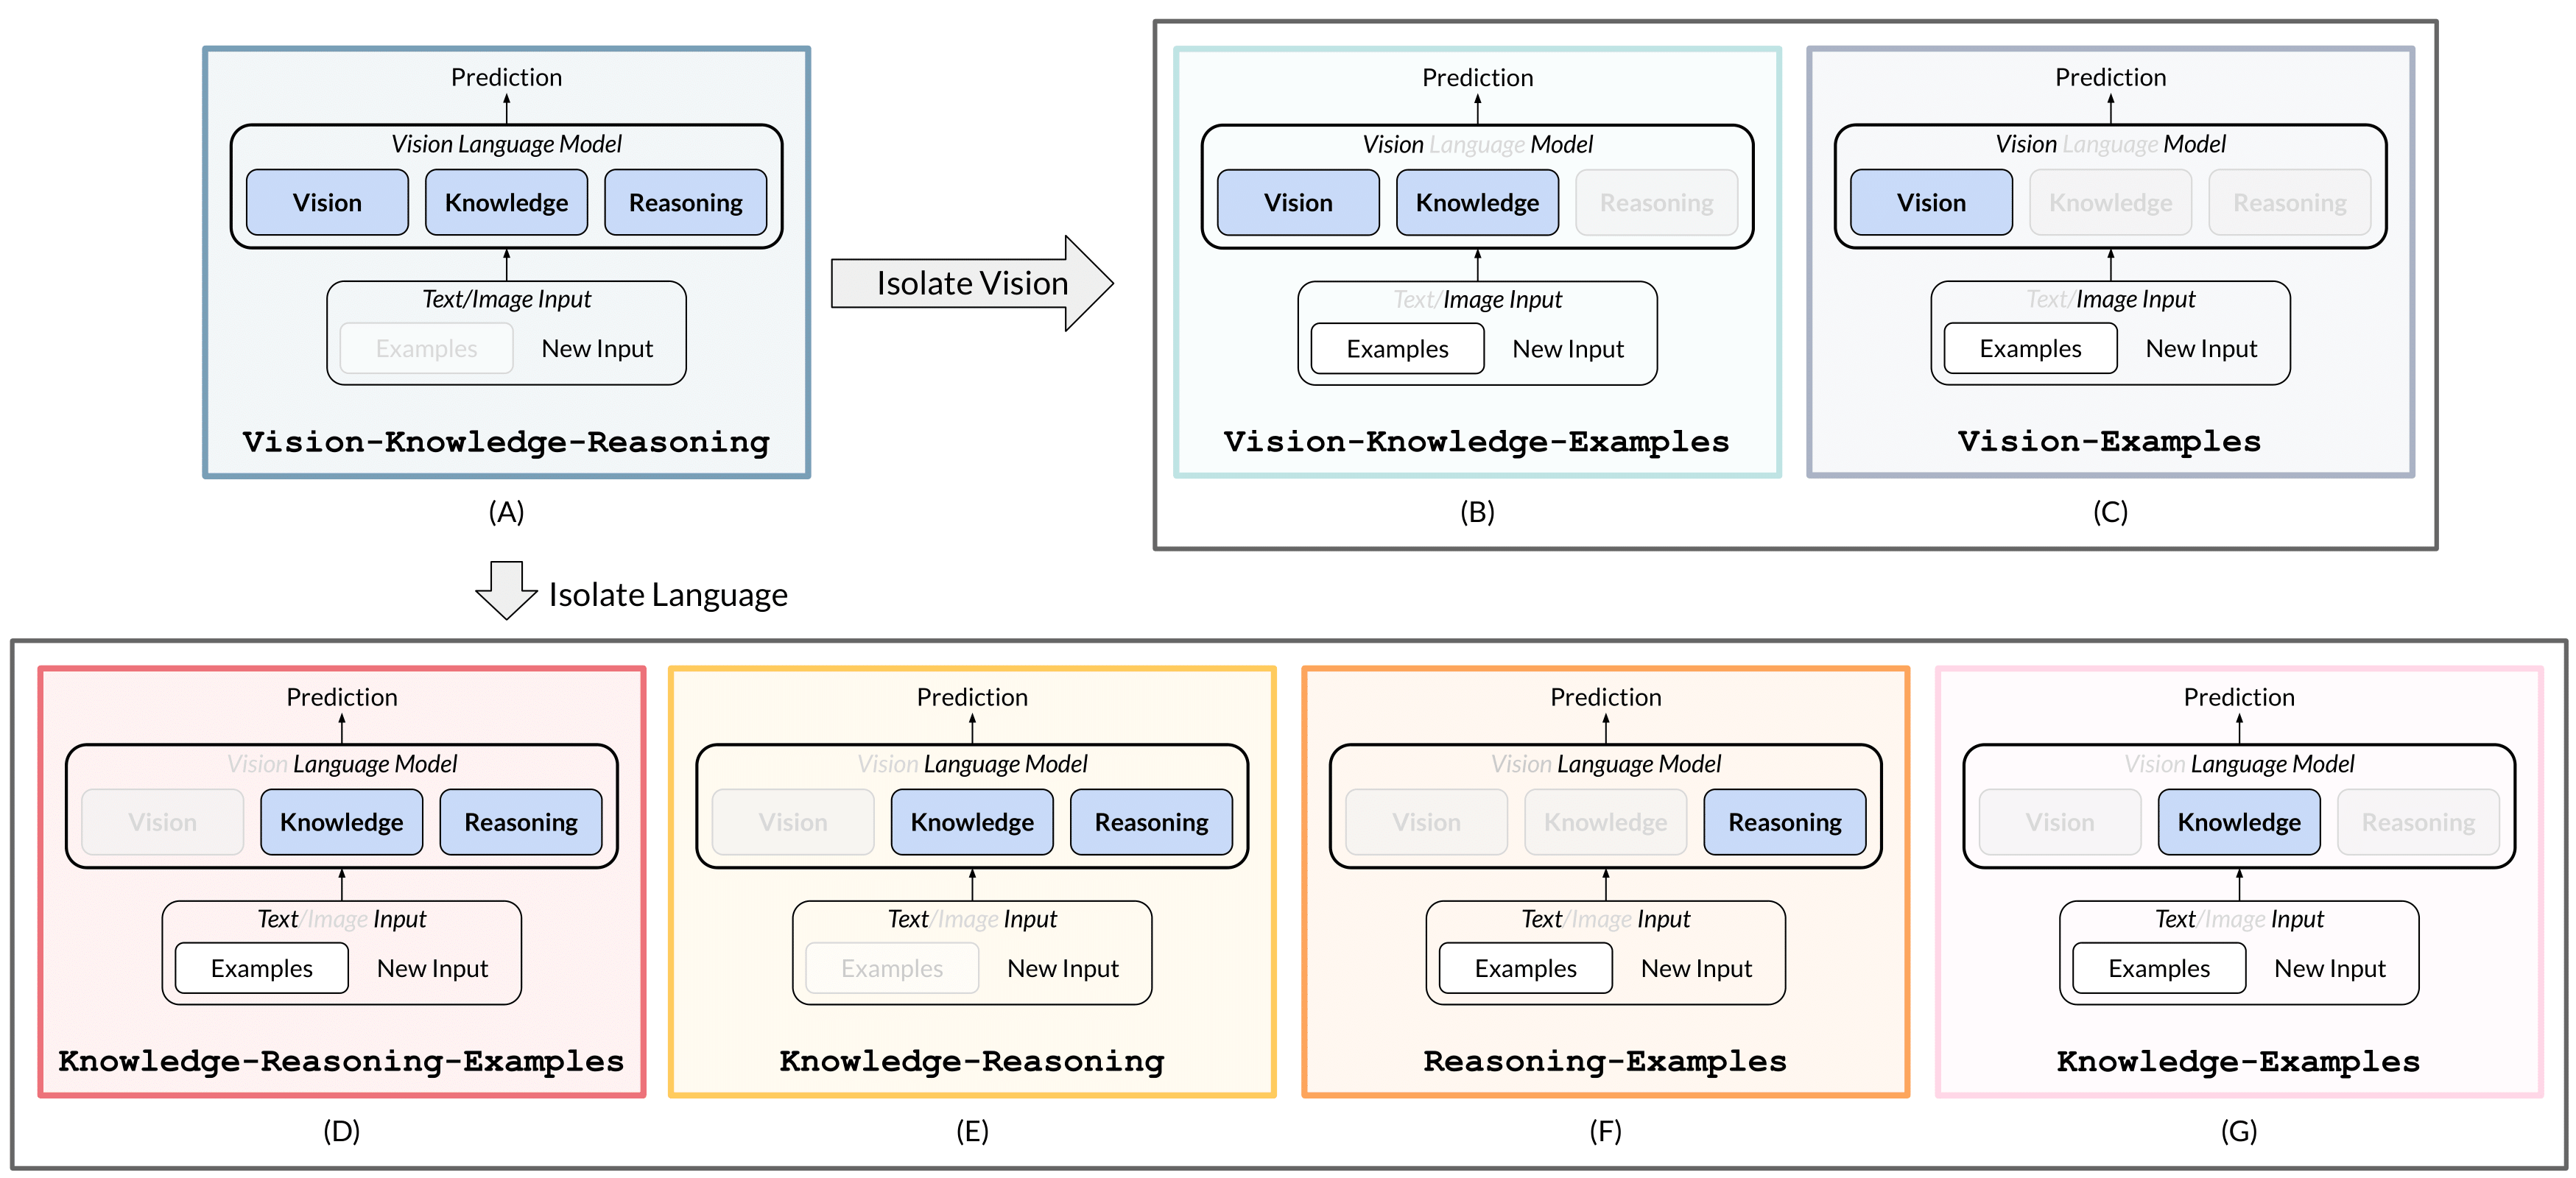 Prediction
Vision Language Model
Vision Knowledge Reasoning
Text/Image Input
Examples New Input
Vision-Knowledge-Reasoning
(A)
Isolate Vision
Prediction
Vision Language Model
Vision Knowledge Reasoning
Text/Image Input
Examples New Input
Vision-Knowledge-Examples
(B)
Prediction
Vision Language Model
Vision Knowledge Reasoning
Text/Image Input
Examples New Input
Vision-Examples
(C)
Isolate Language
Prediction
Vision Language Model
Vision Knowledge Reasoning
Text/Image Input
Examples New Input
Knowledge-Reasoning-Examples
(D)
Prediction
Vision Language Model
Vision Knowledge Reasoning
Text/Image Input
Examples New Input
Knowledge-Reasoning
(E)
Prediction
Vision Language Model
Vision Knowledge Reasoning
Text/Image Input
Examples New Input
Reasoning-Examples
(F)
Prediction
Vision Language Model
Vision Knowledge Reasoning
Text/Image Input
Examples New Input
Knowledge-Examples
(G)